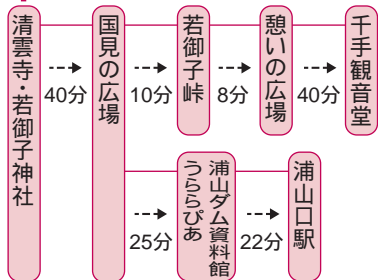 清雲寺・若御子神社
40分
国見の広場
10分
若御子峠
8分
憩いの広場
40分
千手観音堂
25分
浦山ダム資料館
うららぴあ
22分
浦山口駅